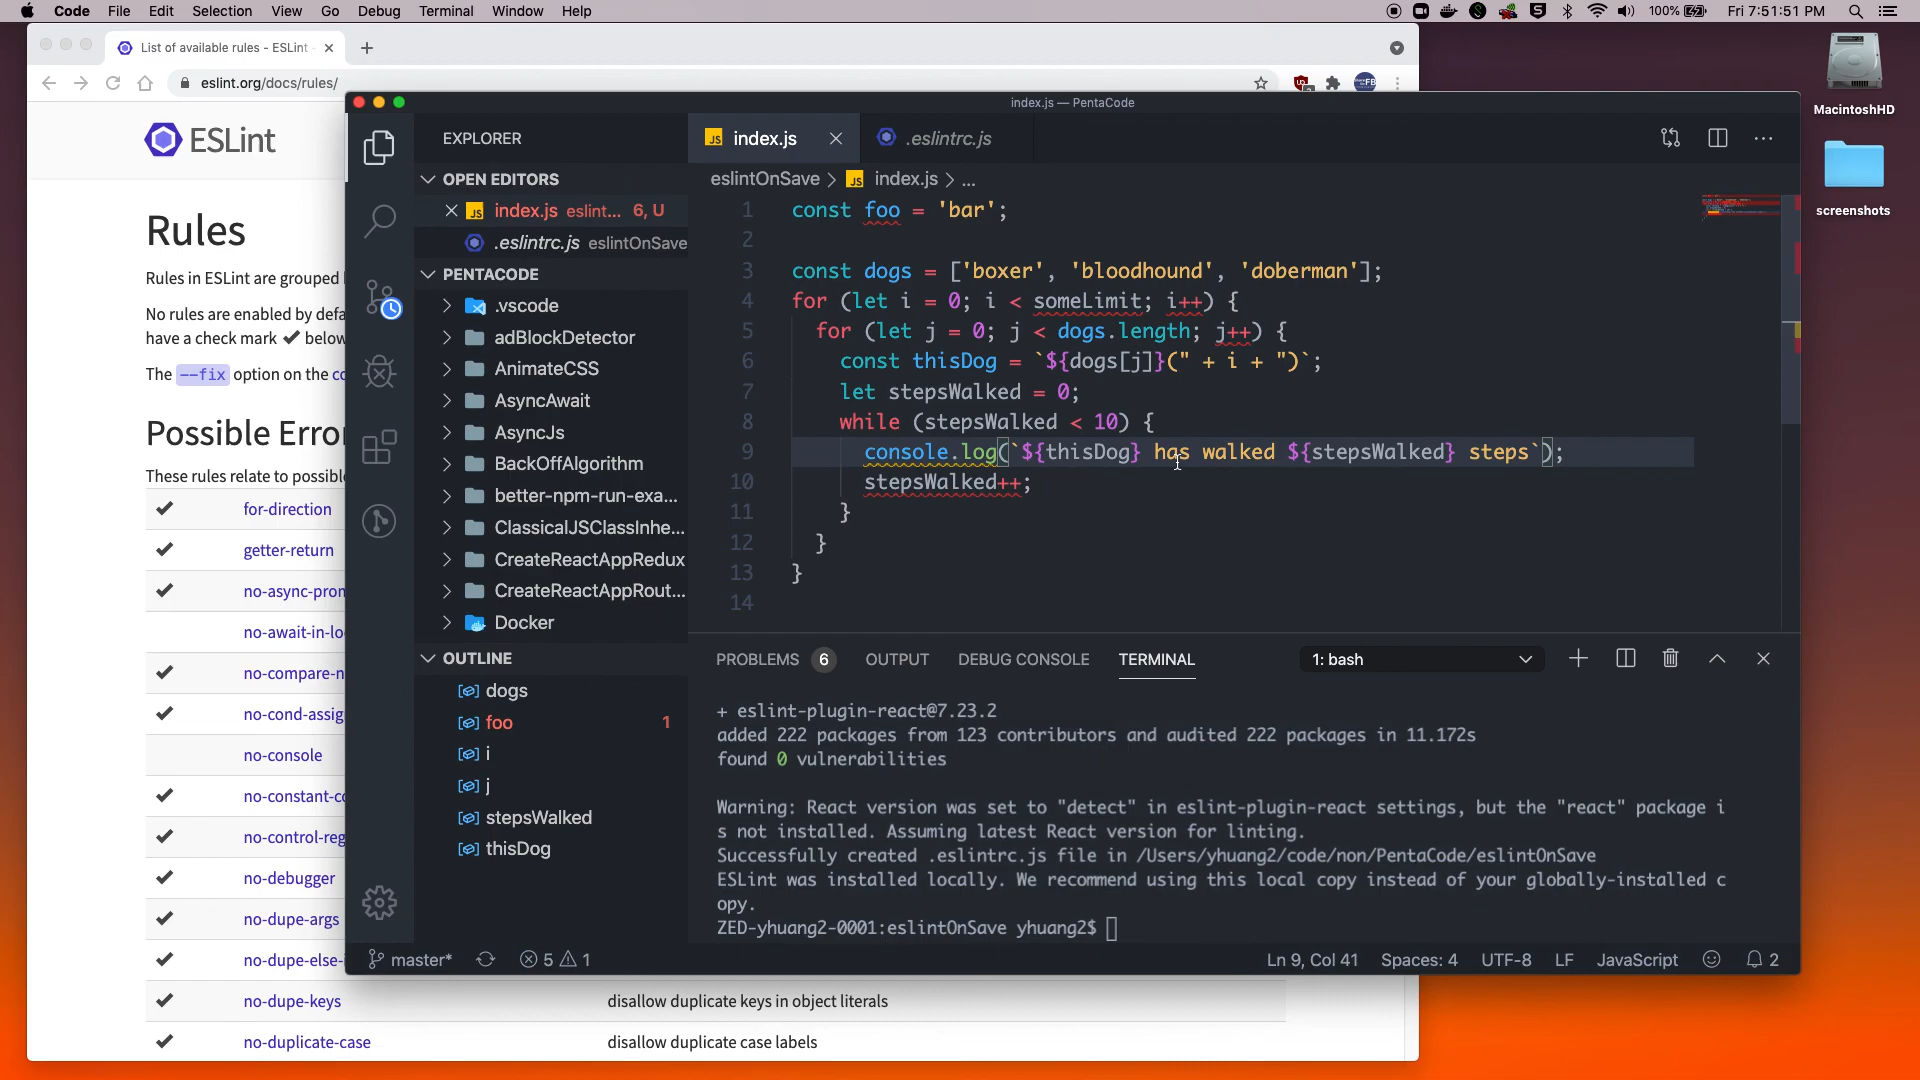 Code File Edit Selection View Go Debug Terminal Window Help
100% Fri 7:51:51 PM
List of available rules - ESLint -
eslint.org/docs/rules/
MacintoshHD
screenshots
ESLint
Rules
Rules in ESLint are grouped
No rules are enabled by defa
have a check mark ✔ below
The --fix option on the co
Possible Erro
These rules relate to possible
for-direction
getter-return
no-async-pron
no-await-in-lo
no-compare-n
no-cond-assig
no-console
no-constant-co
no-control-reg
no-debugger
no-dupe-args
no-dupe-else-i
no-dupe-keys disallow duplicate keys in object literals
no-duplicate-case disallow duplicate case labels
index.js — PentaCode
EXPLORER
OPEN EDITORS
index.js eslint... 6, U
.eslintrc.js eslintOnSave
PENTACODE
.vscode
adBlockDetector
AnimateCSS
AsyncAwait
AsyncJs
BackOffAlgorithm
better-npm-run-exa...
ClassicalJSClassInhe...
CreateReactAppRedux
CreateReactAppRout...
Docker
OUTLINE
dogs
foo 1
i
j
stepsWalked
thisDog
JS index.js .eslintrc.js
eslintOnSave > JS index.js > ...
1 const foo = 'bar';
2
3 const dogs = ['boxer', 'bloodhound', 'doberman'];
4 for (let i = 0; i < someLimit; i++) {
5 for (let j = 0; j < dogs.length; j++) {
6 const thisDog = `${dogs[j]}(" + i + ")`;
7 let stepsWalked = 0;
8 while (stepsWalked < 10) {
9 console.log(`${thisDog} has walked ${stepsWalked} steps`);
10 stepsWalked++;
11 }
12 }
13 }
14
PROBLEMS 6 OUTPUT DEBUG CONSOLE TERMINAL 1: bash
+ eslint-plugin-react@7.23.2
added 222 packages from 123 contributors and audited 222 packages in 11.172s
found 0 vulnerabilities
Warning: React version was set to "detect" in eslint-plugin-react settings, but the "react" package i
s not installed. Assuming latest React version for linting.
Successfully created .eslintrc.js file in /Users/yhuang2/code/non/PentaCode/eslintOnSave
ESLint was installed locally. We recommend using this local copy instead of your globally-installed c
opy.
ZED-yhuang2-0001:eslintOnSave yhuang2$
master* 5 1 Ln 9, Col 41 Spaces: 4 UTF-8 LF JavaScript 2